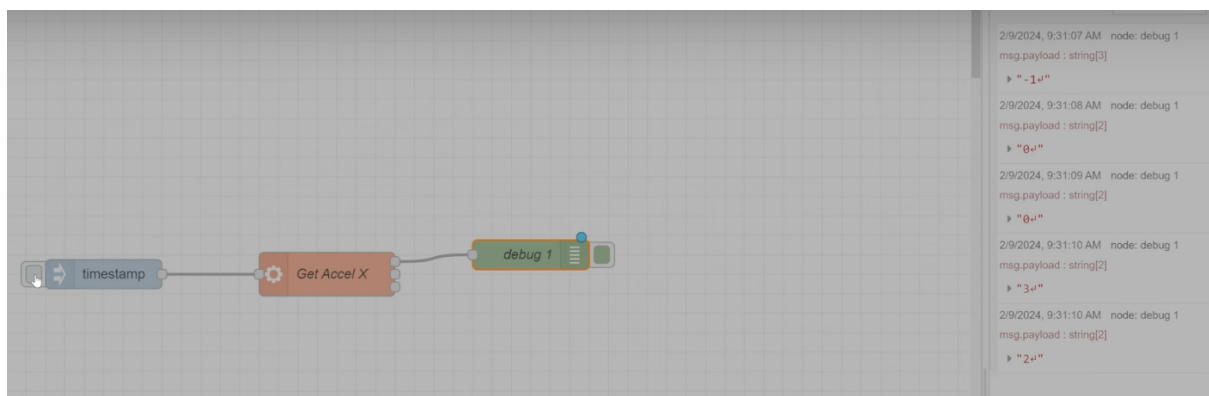 timestamp
Get Accel X
debug 1
2/9/2024, 9:31:07 AM node: debug 1
msg.payload : string[3]
"-1↵"
2/9/2024, 9:31:08 AM node: debug 1
msg.payload : string[2]
"0↵"
2/9/2024, 9:31:09 AM node: debug 1
msg.payload : string[2]
"0↵"
2/9/2024, 9:31:10 AM node: debug 1
msg.payload : string[2]
"3↵"
2/9/2024, 9:31:10 AM node: debug 1
msg.payload : string[2]
"2↵"